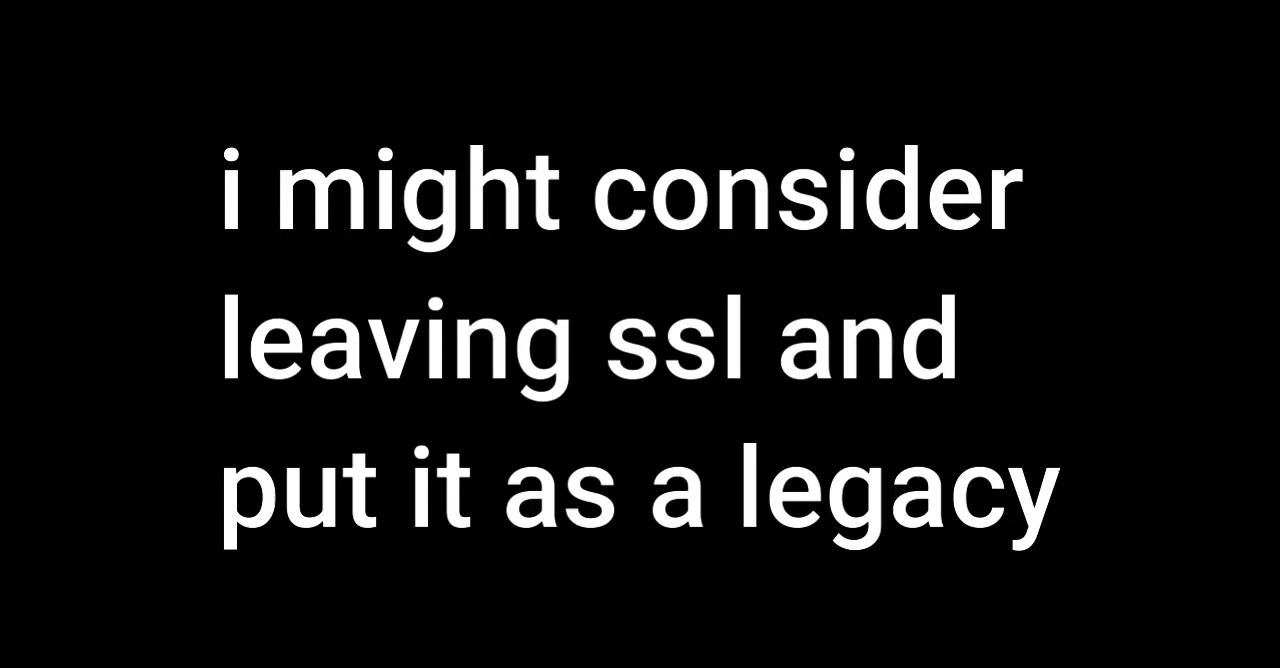 i might consider
leaving ssl and
put it as a legacy